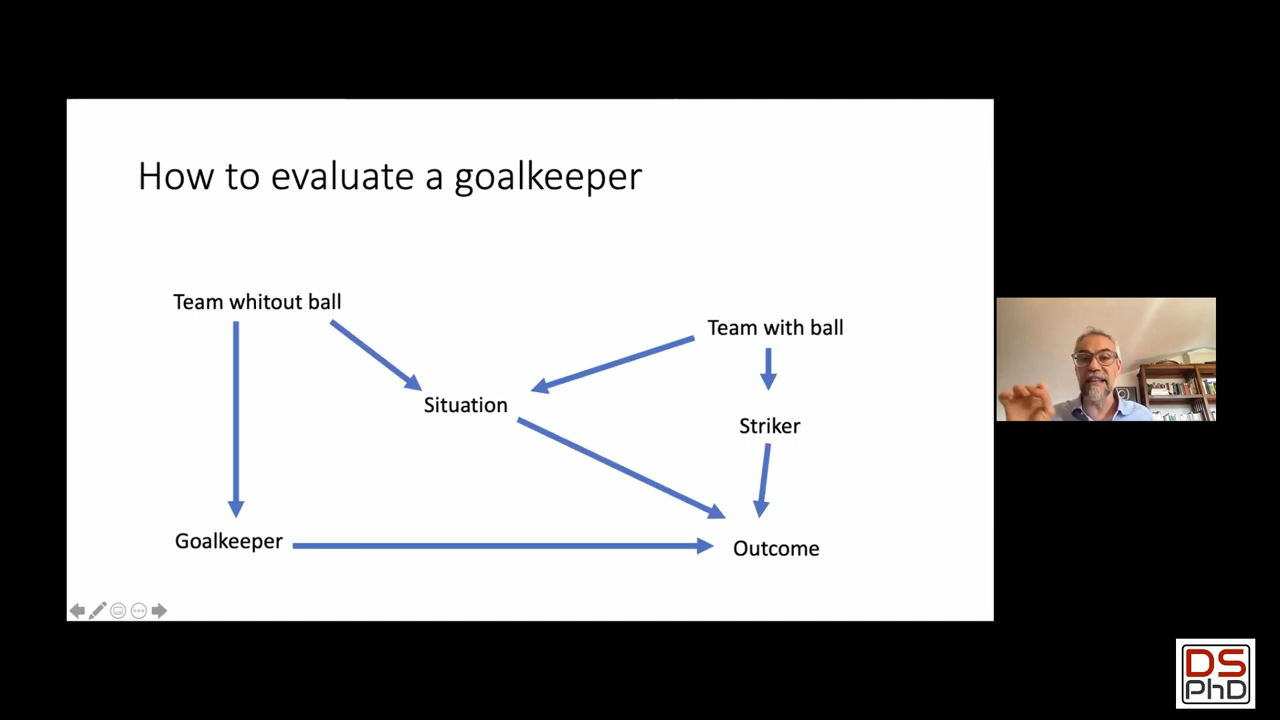 How to evaluate a goalkeeper
Team whitout ball
Team with ball
Situation
Striker
Goalkeeper
Outcome
DS
PhD